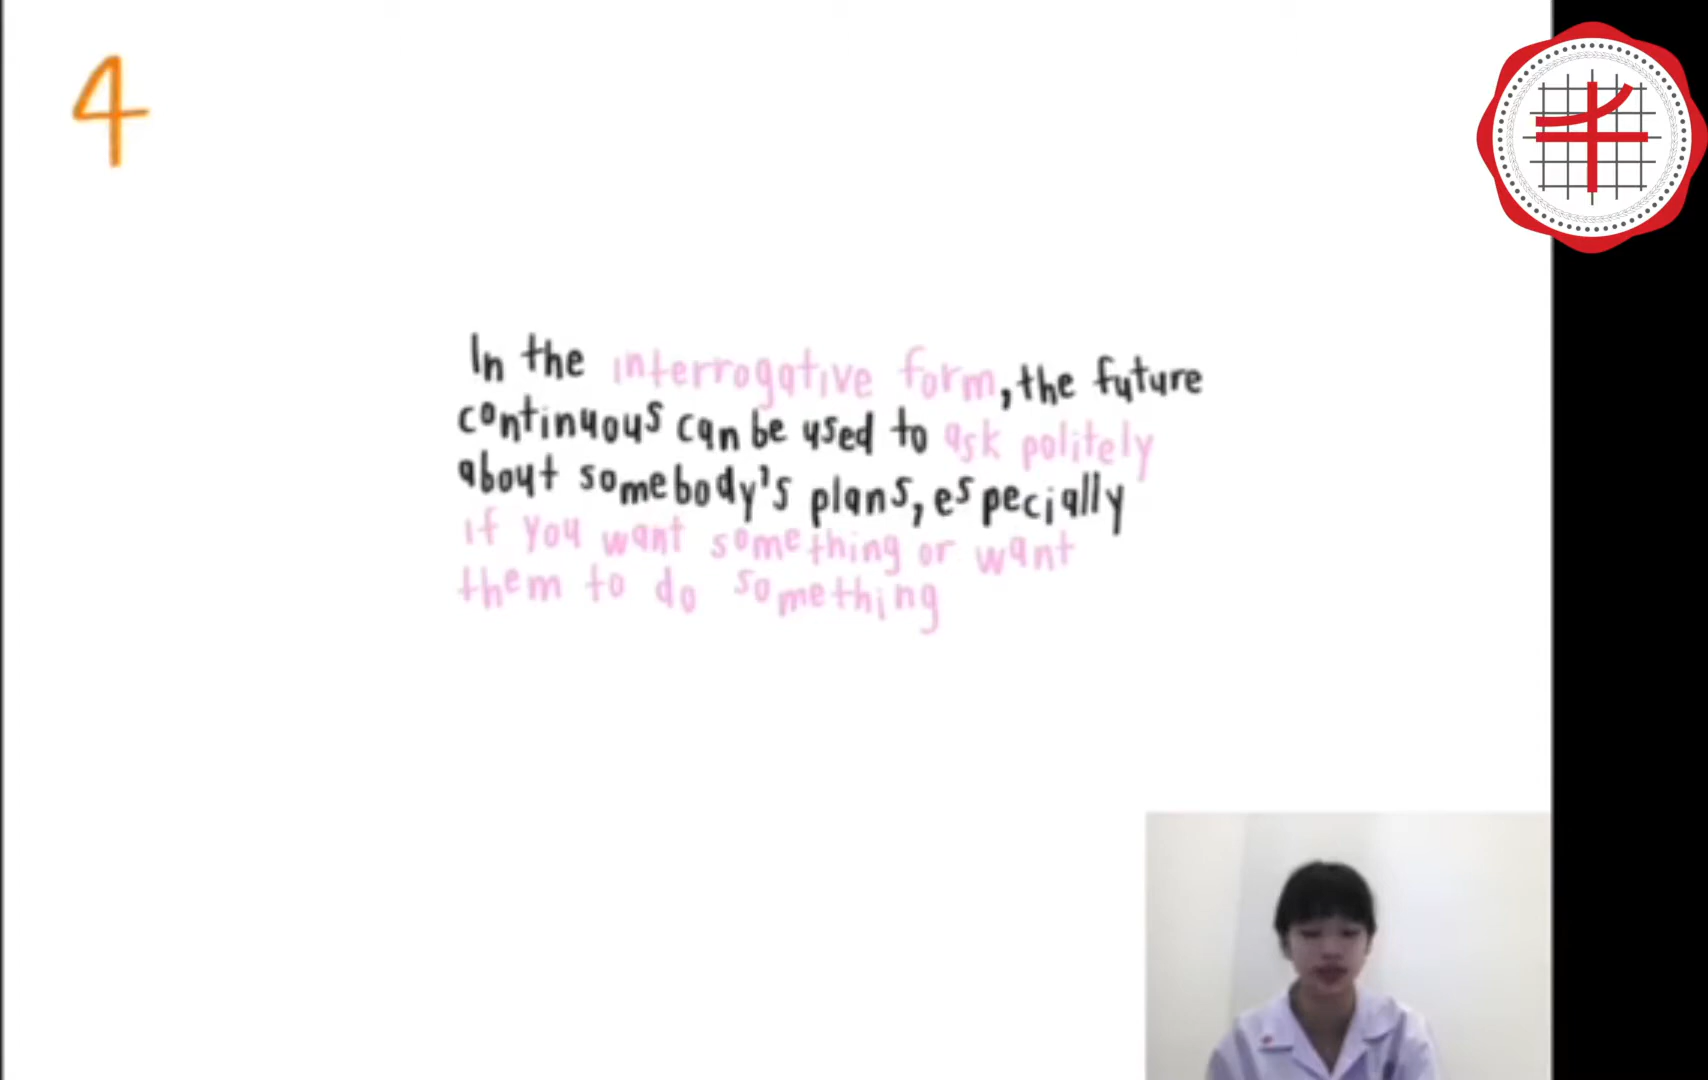 4
In the interrogative form, the future
continuous can be used to ask politely
about somebody's plans, especially
if you want something or want
them to do something